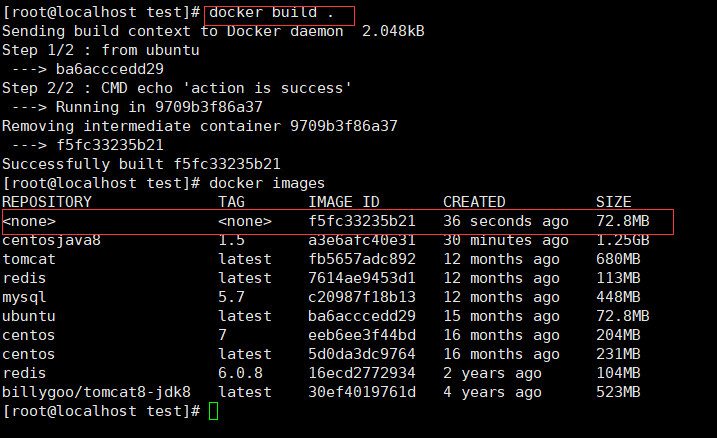 [root@localhost test]# docker build .
Sending build context to Docker daemon  2.048kB
Step 1/2 : from ubuntu
 ---> ba6acccedd29
Step 2/2 : CMD echo 'action is success'
 ---> Running in 9709b3f86a37
Removing intermediate container 9709b3f86a37
 ---> f5fc33235b21
Successfully built f5fc33235b21
[root@localhost test]# docker images
REPOSITORY                TAG       IMAGE ID       CREATED          SIZE
<none>                    <none>    f5fc33235b21   36 seconds ago   72.8MB
centosjava8               1.5       a3e6afc40e31   30 minutes ago   1.25GB
tomcat                    latest    fb5657adc892   12 months ago    680MB
redis                     latest    7614ae9453d1   12 months ago    113MB
mysql                     5.7       c20987f18b13   12 months ago    448MB
ubuntu                    latest    ba6acccedd29   15 months ago    72.8MB
centos                    7         eeb6ee3f44bd   16 months ago    204MB
centos                    latest    5d0da3dc9764   16 months ago    231MB
redis                     6.0.8     16ecd2772934   2 years ago      104MB
billygoo/tomcat8-jdk8     latest    30ef4019761d   4 years ago      523MB
[root@localhost test]#